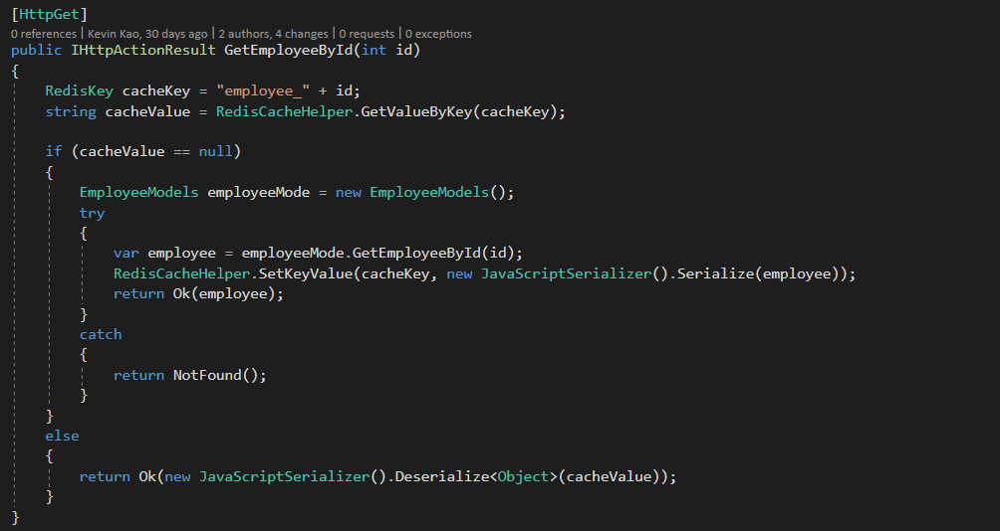 [HttpGet]
0 references | Kevin Kao, 30 days ago | 2 authors, 4 changes | 0 requests | 0 exceptions
public IHttpActionResult GetEmployeeById(int id)
{
    RedisKey cacheKey = "employee_" + id;
    string cacheValue = RedisCacheHelper.GetValueByKey(cacheKey);

    if (cacheValue == null)
    {
        EmployeeModels employeeMode = new EmployeeModels();
        try
        {
            var employee = employeeMode.GetEmployeeById(id);
            RedisCacheHelper.SetKeyValue(cacheKey, new JavaScriptSerializer().Serialize(employee));
            return Ok(employee);
        }
        catch
        {
            return NotFound();
        }
    }
    else
    {
        return Ok(new JavaScriptSerializer().Deserialize<Object>(cacheValue));
    }
}